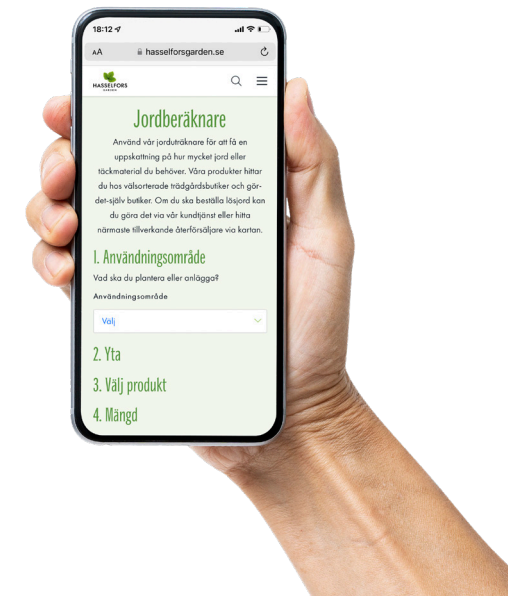 18:12
AA hasselforsgarden.se
HASSELFORS
GARDEN
Jordberäknare
Använd vår jorduträknare för att få en
uppskattning på hur mycket jord eller
täckmaterial du behöver. Våra produkter hittar
du hos välsorterade trädgårdsbutiker och gör-
det-själv butiker. Om du ska beställa lösjord kan
du göra det via vår kundtjänst eller hitta
närmaste tillverkande återförsäljare via kartan.
1. Användningsområde
Vad ska du plantera eller anlägga?
Användningsområde
Välj
2. Yta
3. Välj produkt
4. Mängd